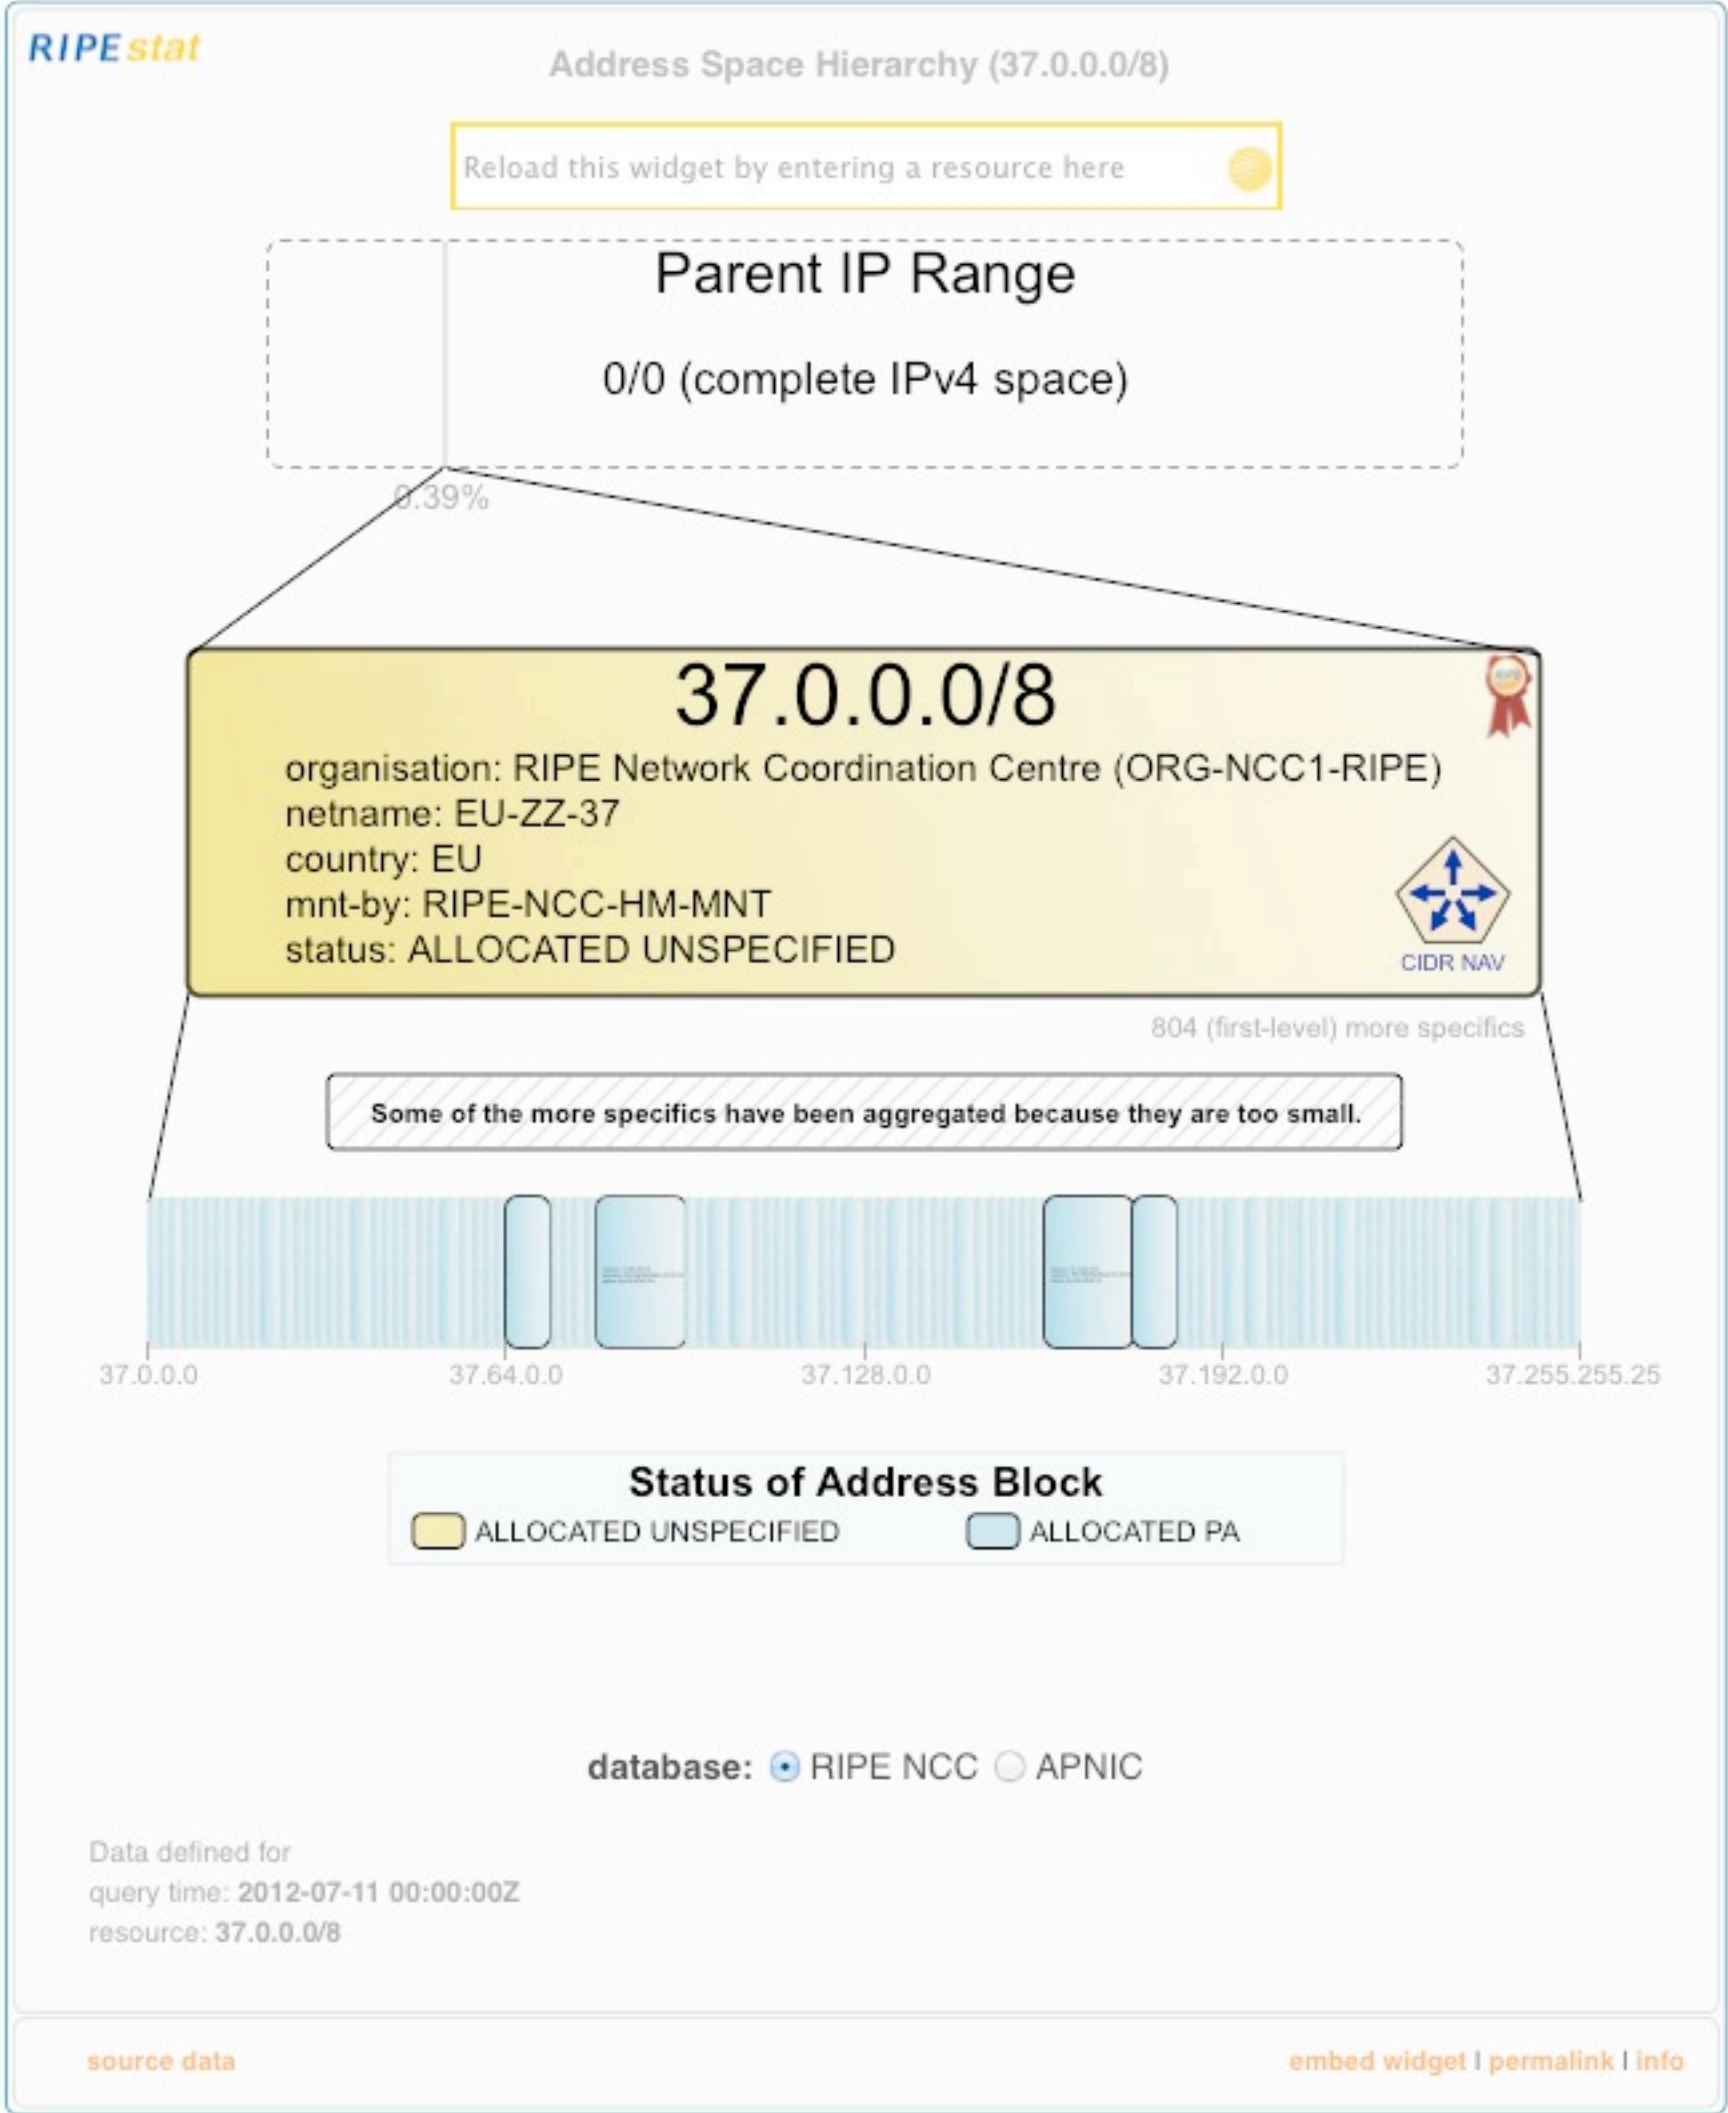 RIPEstat
Address Space Hierarchy (37.0.0.0/8)
Reload this widget by entering a resource here
Parent IP Range
0/0 (complete IPv4 space)
0.39%
37.0.0.0/8
organisation: RIPE Network Coordination Centre (ORG-NCC1-RIPE)
netname: EU-ZZ-37
country: EU
mnt-by: RIPE-NCC-HM-MNT
status: ALLOCATED UNSPECIFIED
CIDR NAV
804 (first-level) more specifics
Some of the more specifics have been aggregated because they are too small.
37.0.0.0 37.64.0.0 37.128.0.0 37.192.0.0 37.255.255.25
Status of Address Block
ALLOCATED UNSPECIFIED ALLOCATED PA
database: RIPE NCC APNIC
Data defined for
query time: 2012-07-11 00:00:00Z
resource: 37.0.0.0/8
source data embed widget | permalink | info